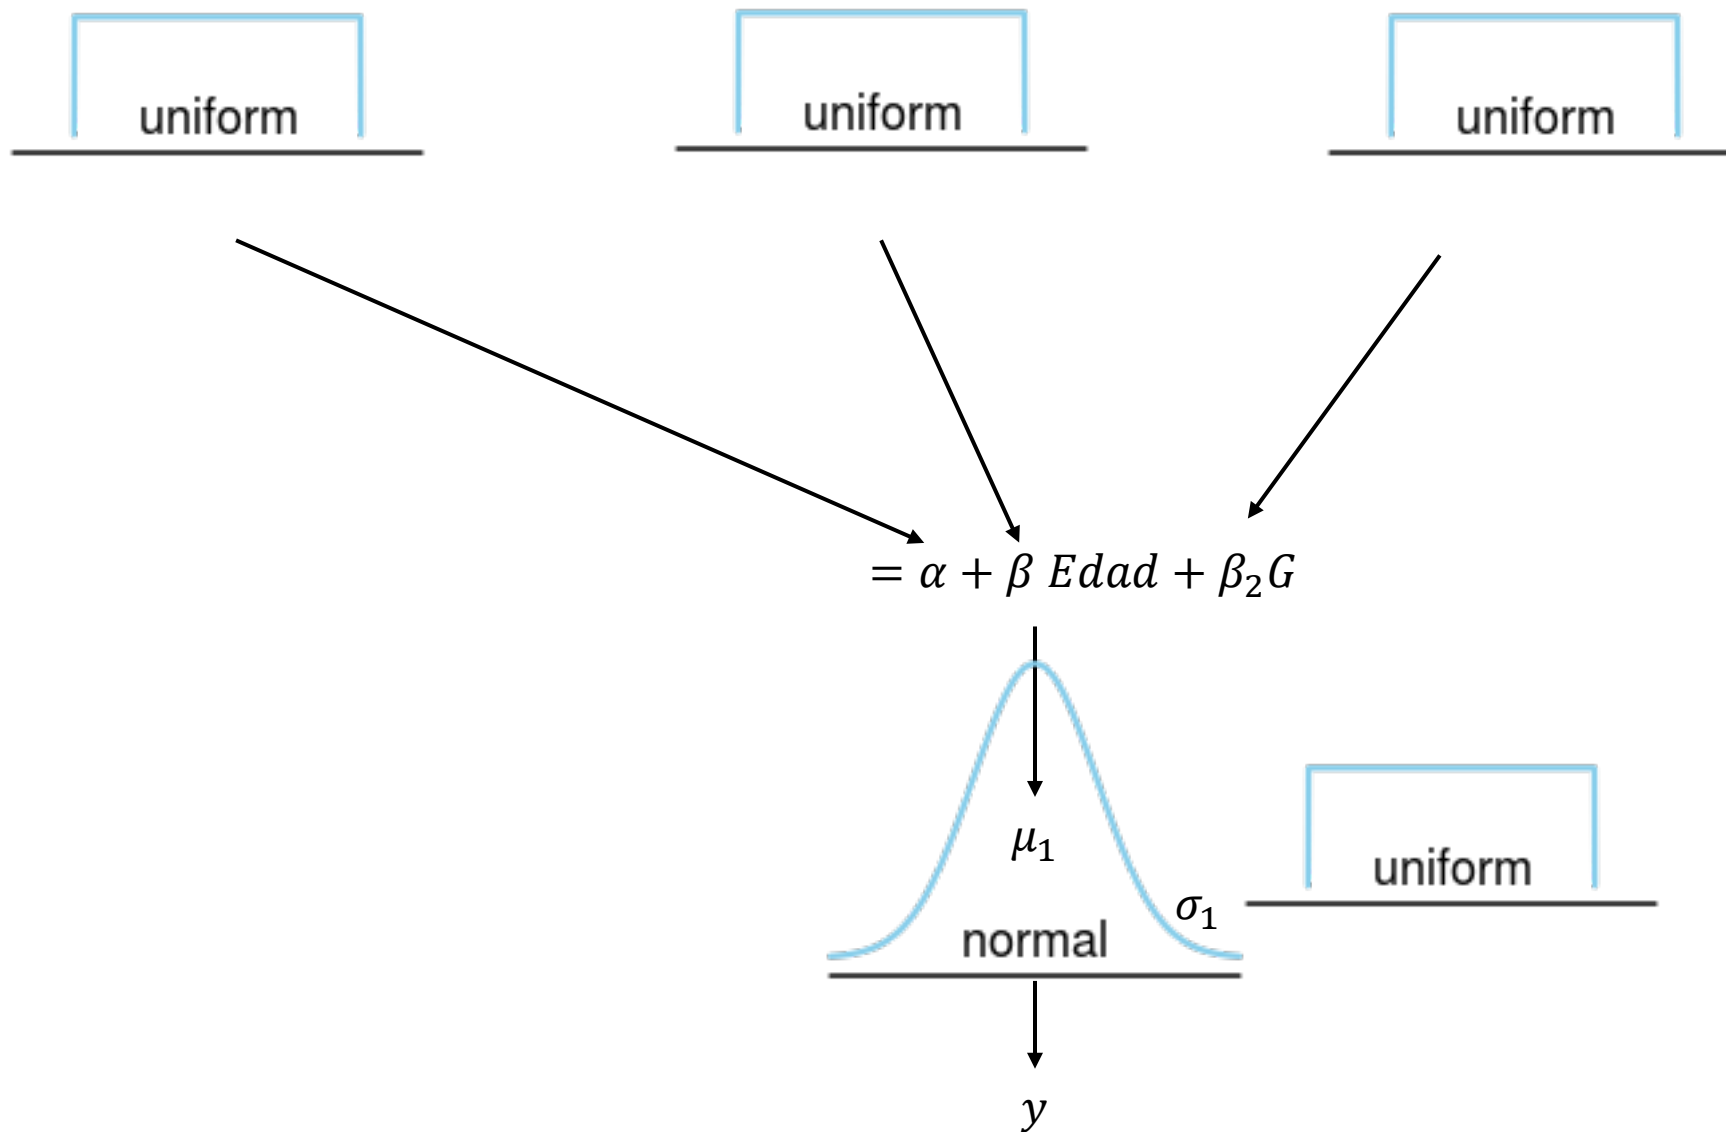 uniform
uniform
uniform
= α + β Edad + β₂G
μ₁
uniform
σ₁
normal
y